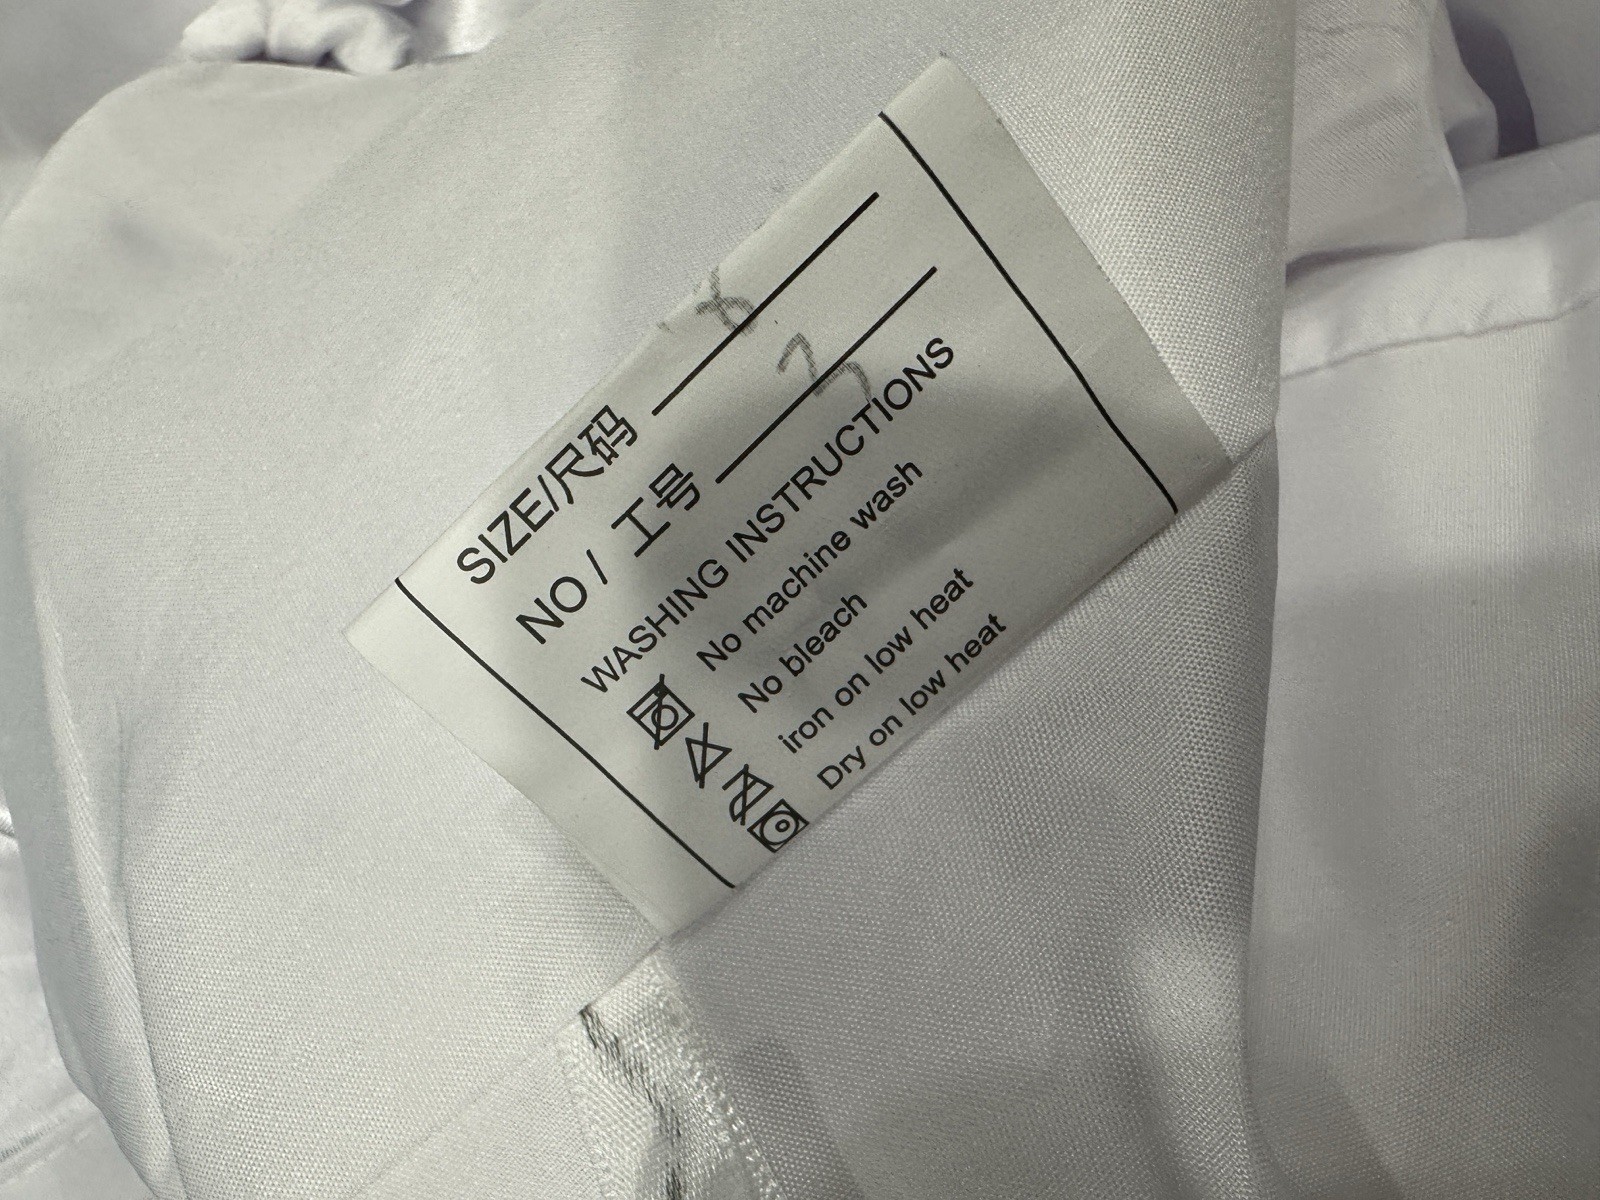 SIZE/尺码
NO / 工号
WASHING INSTRUCTIONS
No machine wash
No bleach
iron on low heat
Dry on low heat